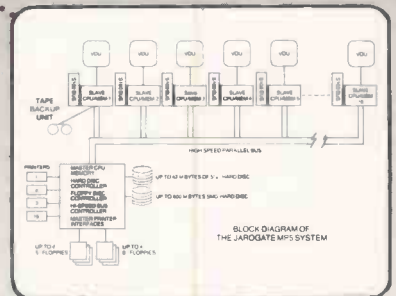 VDU
VDU
VDU
VDU
VDU
VDU
SLAVE
CPU/MEM 1
SLAVE
CPU/MEM 2
SLAVE
CPU/MEM 3
SLAVE
CPU/MEM 4
SLAVE
CPU/MEM 5
SLAVE
CPU/MEM
TAPE
BACKUP
UNIT
HIGH SPEED PARALLEL BUS
PRINTERS
1
2
3
16
MASTER CPU
MEMORY
HARD DISC
CONTROLLER
FLOPPY DISC
CONTROLLER
HI-SPEED BUS
CONTROLLER
MASTER PRINTER
INTERFACES
UP TO 42 M BYTES OF 5¼ HARD DISC
UP TO 600 M BYTES SMD HARD DISC
UP TO 4
5" FLOPPIES
UP TO 4
8" FLOPPIES
BLOCK DIAGRAM OF
THE JAROGATE MPS SYSTEM